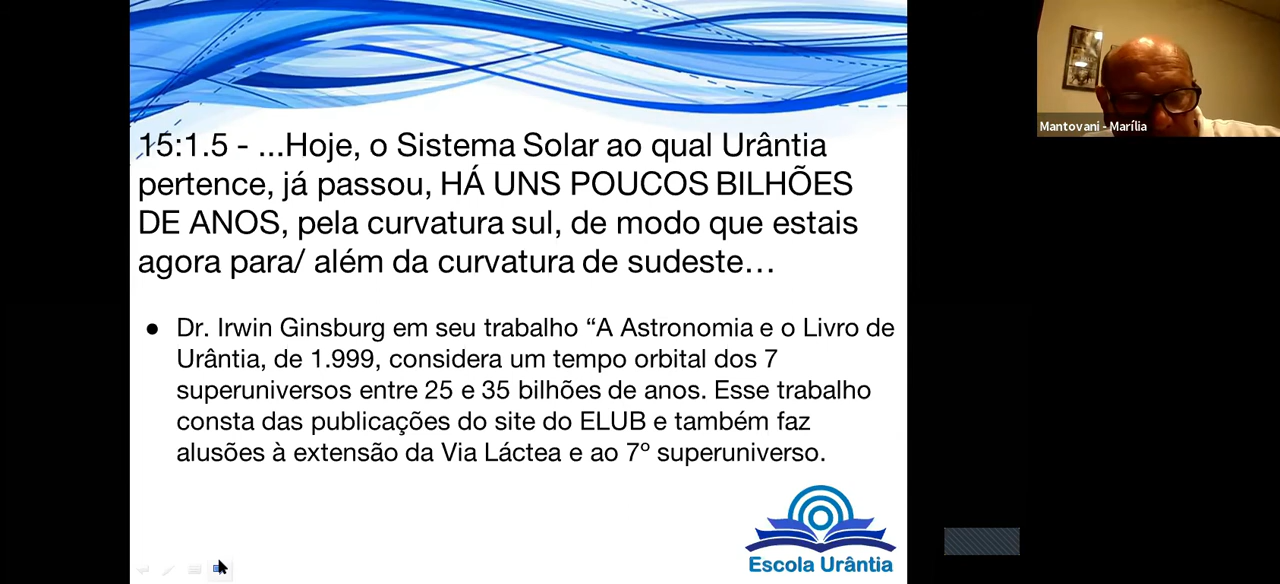 Mantovani - Marília
15:1.5 - ...Hoje, o Sistema Solar ao qual Urântia
pertence, já passou, HÁ UNS POUCOS BILHÕES
DE ANOS, pela curvatura sul, de modo que estais
agora para/ além da curvatura de sudeste…
● Dr. Irwin Ginsburg em seu trabalho “A Astronomia e o Livro de
Urântia, de 1.999, considera um tempo orbital dos 7
superuniversos entre 25 e 35 bilhões de anos. Esse trabalho
consta das publicações do site do ELUB e também faz
alusões à extensão da Via Láctea e ao 7º superuniverso.
Escola Urântia